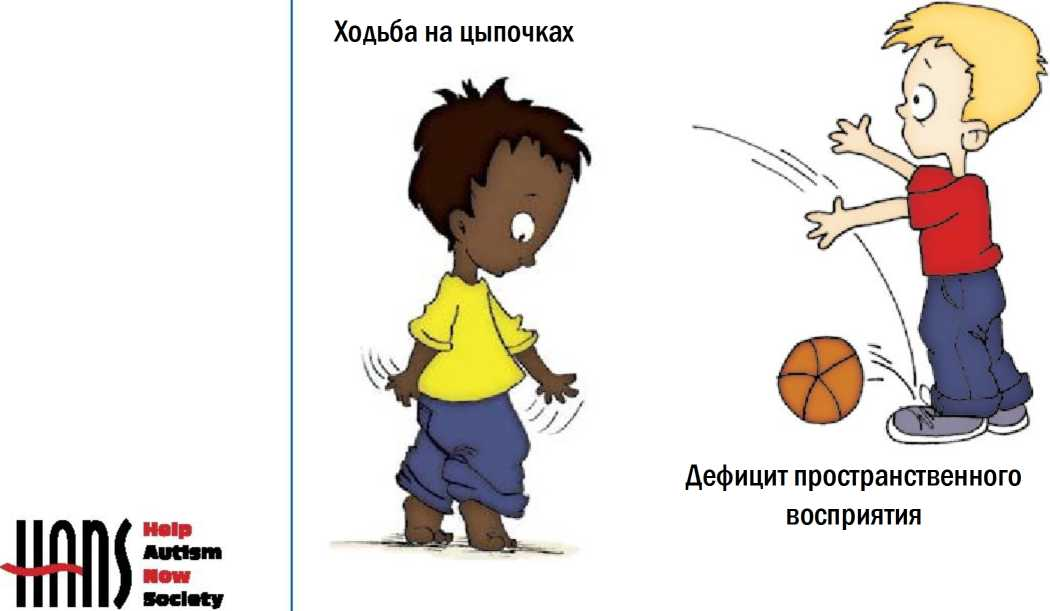 Ходьба на цыпочках
Дефицит пространственного
восприятия
HANS
Help
Autism
Now
Society